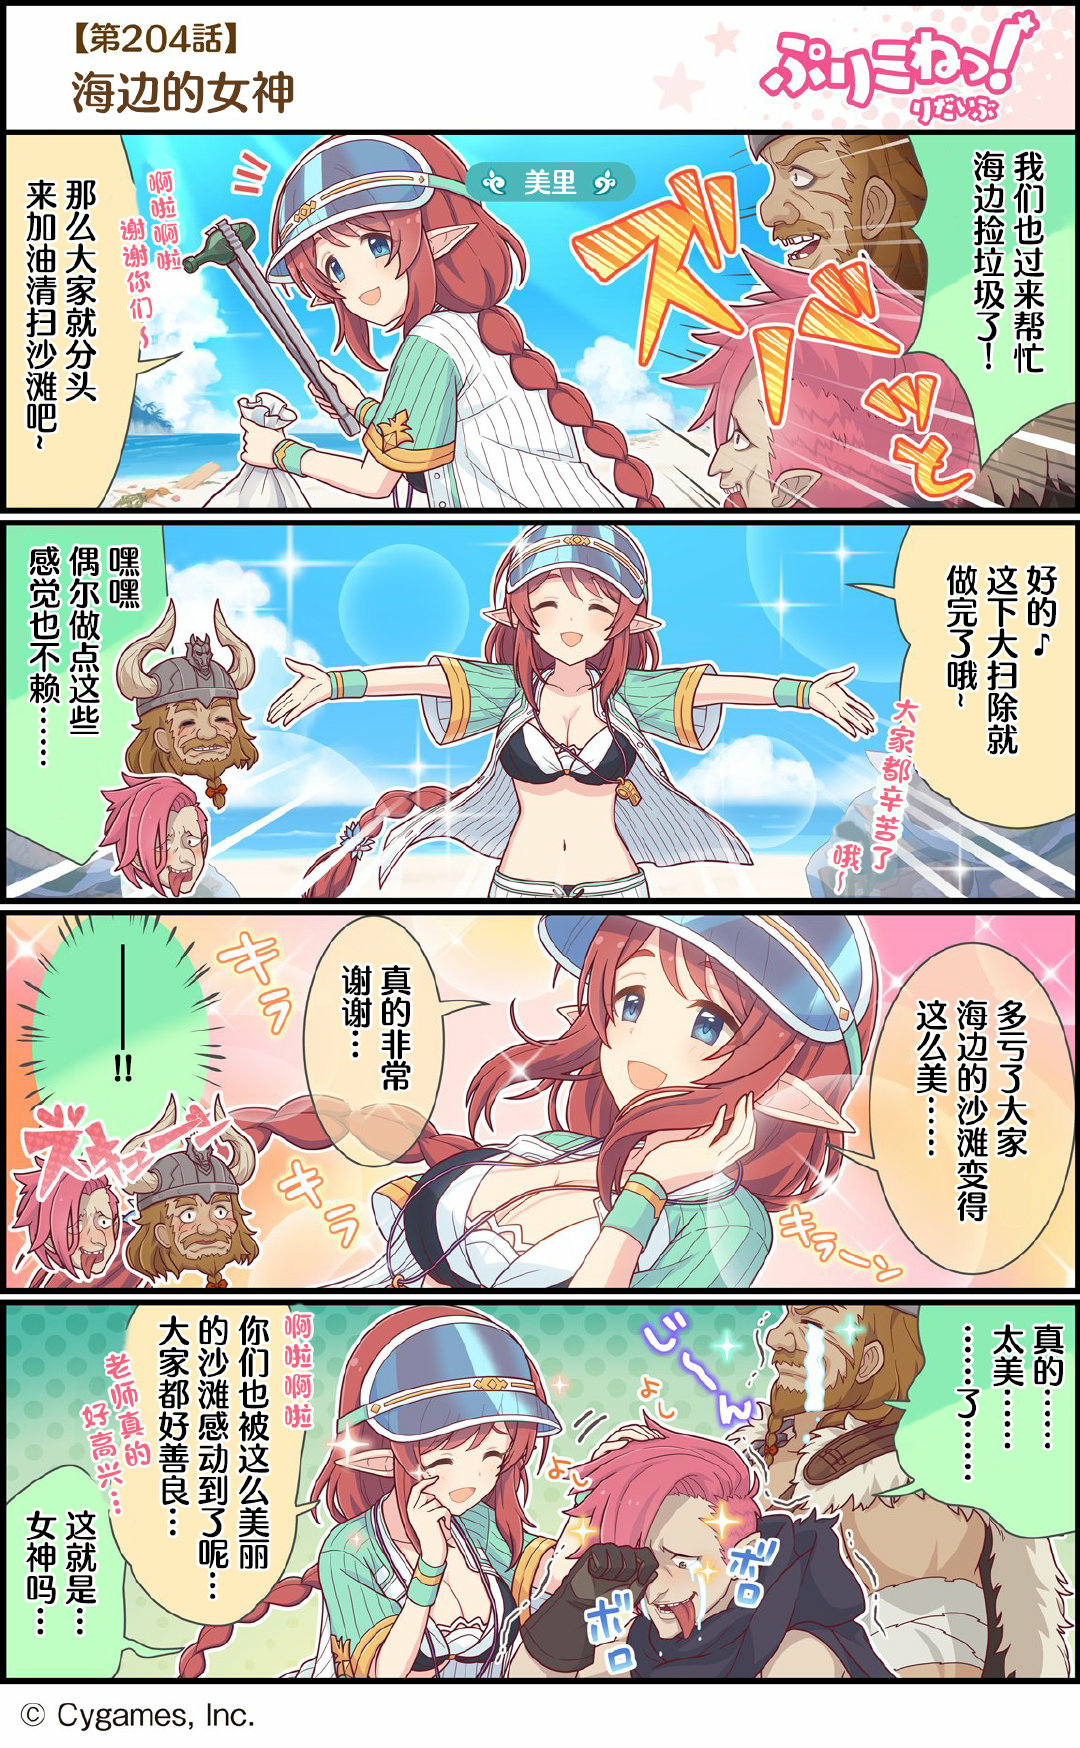 【第204話】
海边的女神
ぷりこねっ!
りだいぶ
我们也过来帮忙
海边捡垃圾了！
ズババッと
美里
啊啦啊啦
谢谢你们～
那么大家就分头
来加油清扫沙滩吧~
好的♪
这下大扫除就
做完了哦~
大家都辛苦了
哦～
嘿嘿
偶尔做点这些
感觉也不赖……
多亏了大家
海边的沙滩变得
这么美……
キラーン
真的非常
谢谢…
キラ
キラ
——!!
ズキューーン
真的……
太美……
……了……
じ～ん
よし
よし
ボロ
ボロ
啊啦啊啦
你们也被这么美丽
的沙滩感动到了呢…
大家都好善良…
老师真的
好高兴…
这就是…
女神吗…
© Cygames, Inc.